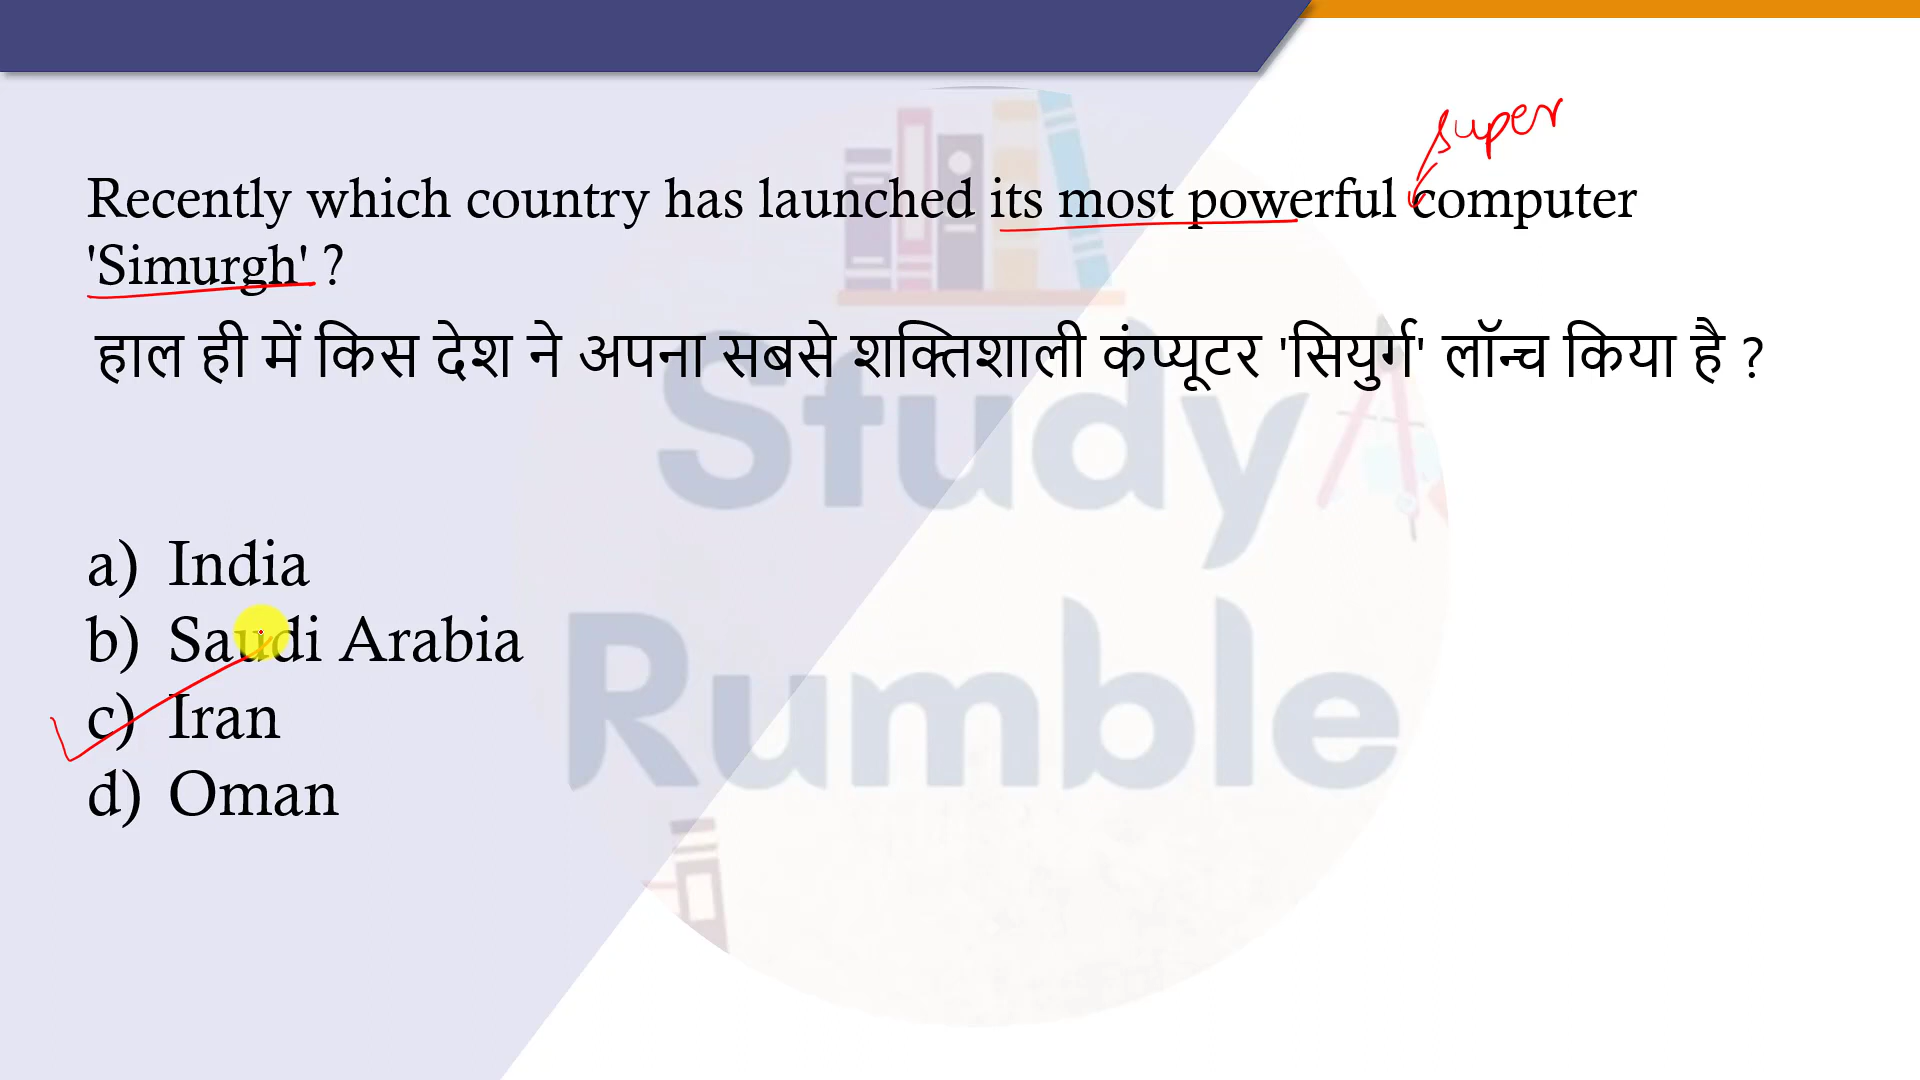 super
Recently which country has launched its most powerful computer
'Simurgh' ?
हाल ही में किस देश ने अपना सबसे शक्तिशाली कंप्यूटर 'सियुर्ग' लॉन्च किया है ?
Study
Rumble
a) India
b) Saudi Arabia
c) Iran
d) Oman